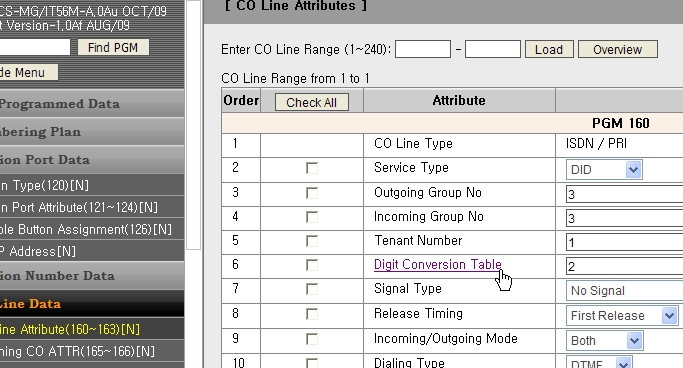 [ CO Line Attributes ]
CS-MG/IT56M-A,0Au OCT/09
t Version-1,0Af AUG/09
Find PGM
de Menu
Programmed Data
bering Plan
ion Port Data
n Type(120)[N]
n Port Attribute(121~124)[N]
ble Button Assignment(126)[N]
P Address[N]
ion Number Data
Line Data
ine Attribute(160~163)[N]
ming CO ATTR(165~166)[N]
Enter CO Line Range (1~240): - Load Overview
CO Line Range from 1 to 1
Order Check All Attribute
PGM 160
1 CO Line Type ISDN / PRI
2 Service Type DID
3 Outgoing Group No 3
4 Incoming Group No 3
5 Tenant Number 1
6 Digit Conversion Table 2
7 Signal Type No Signal
8 Release Timing First Release
9 Incoming/Outgoing Mode Both
10 Dialing Type DTMF